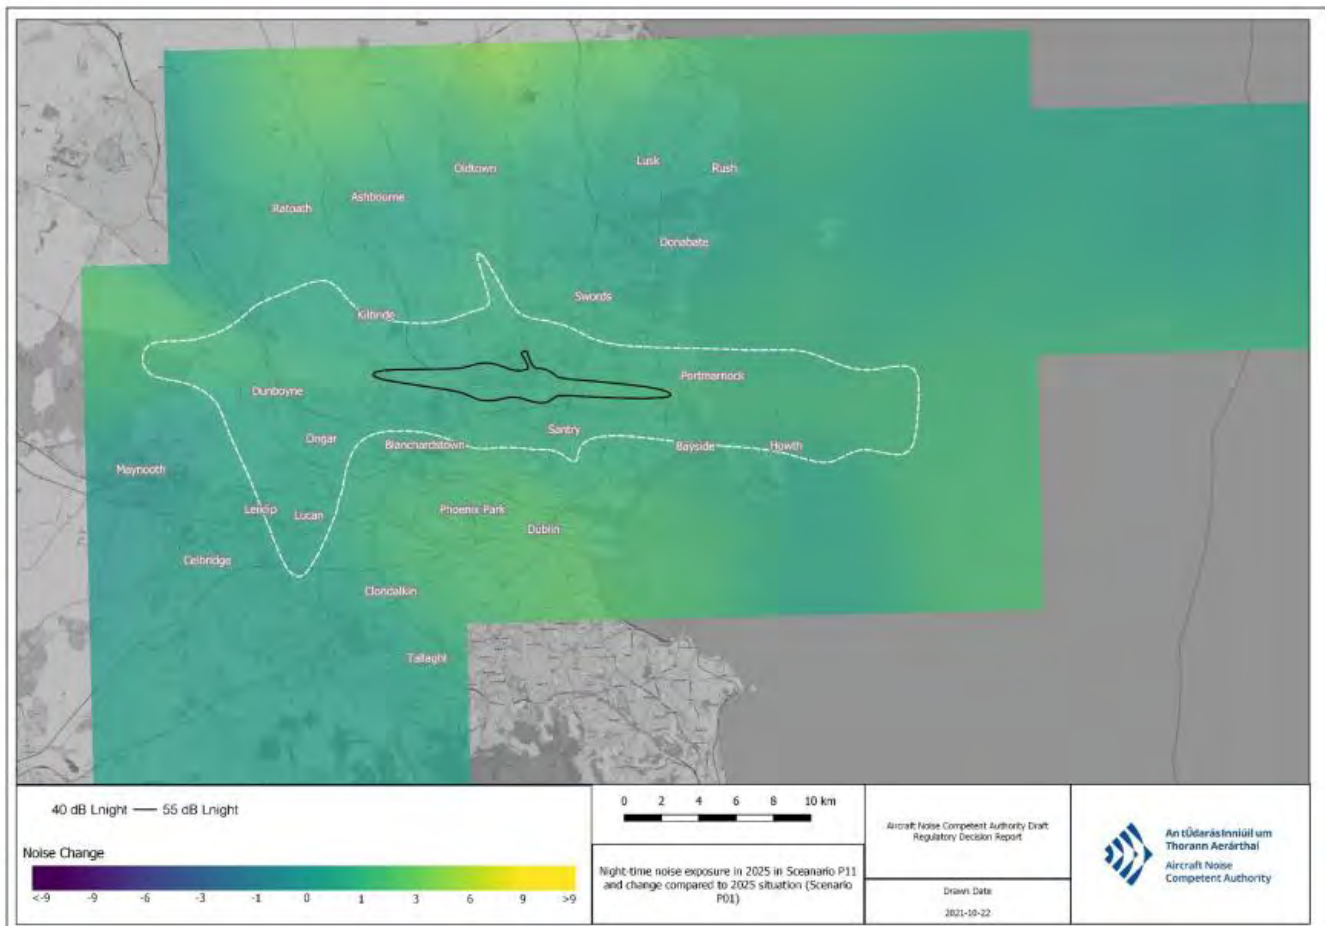 Lusk
Rush
Oldtown
Ashbourne
Ratoath
Donabate
Swords
Kilbride
Portmarnock
Dunboyne
Santry
Ongar
Blanchardstown
Bayside
Howth
Maynooth
Leixlip
Lucan
Phoenix Park
Dublin
Celbridge
Clondalkin
Tallaght
40 dB Lnight
55 dB Lnight
Noise Change
<-9 -9 -6 -3 -1 0 1 3 6 9 >9
0 2 4 6 8 10 km
Night-time noise exposure in 2025 in Sceanario P11
and change compared to 2025 situation (Scenario
P01)
Aircraft Noise Competent Authority Draft
Regulatory Decision Report
Drawn Date
2021-10-22
An tÚdarás Inniúil um
Thorann Aerárthaí
Aircraft Noise
Competent Authority